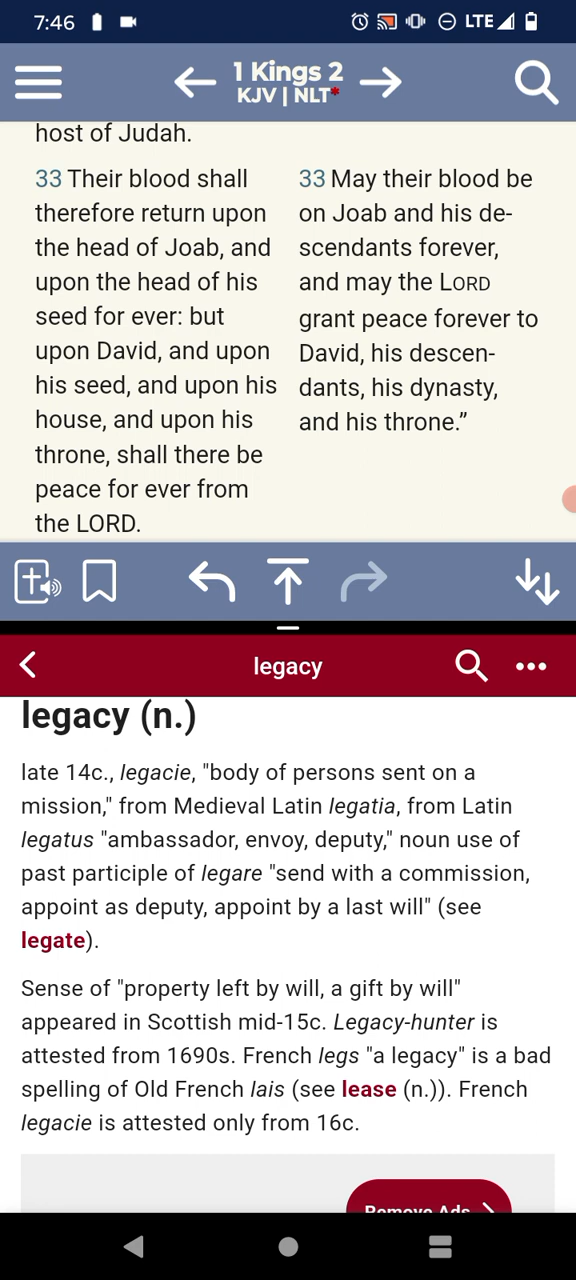 7:46
LTE
1 Kings 2
KJV | NLT*
host of Judah.
33 Their blood shall
therefore return upon
the head of Joab, and
upon the head of his
seed for ever: but
upon David, and upon
his seed, and upon his
house, and upon his
throne, shall there be
peace for ever from
the LORD.
33 May their blood be
on Joab and his de-
scendants forever,
and may the LORD
grant peace forever to
David, his descen-
dants, his dynasty,
and his throne.”
legacy
legacy (n.)
late 14c., legacie, "body of persons sent on a
mission," from Medieval Latin legatia, from Latin
legatus "ambassador, envoy, deputy," noun use of
past participle of legare "send with a commission,
appoint as deputy, appoint by a last will" (see
legate).
Sense of "property left by will, a gift by will"
appeared in Scottish mid-15c. Legacy-hunter is
attested from 1690s. French legs "a legacy" is a bad
spelling of Old French lais (see lease (n.)). French
legacie is attested only from 16c.
Remove Ads